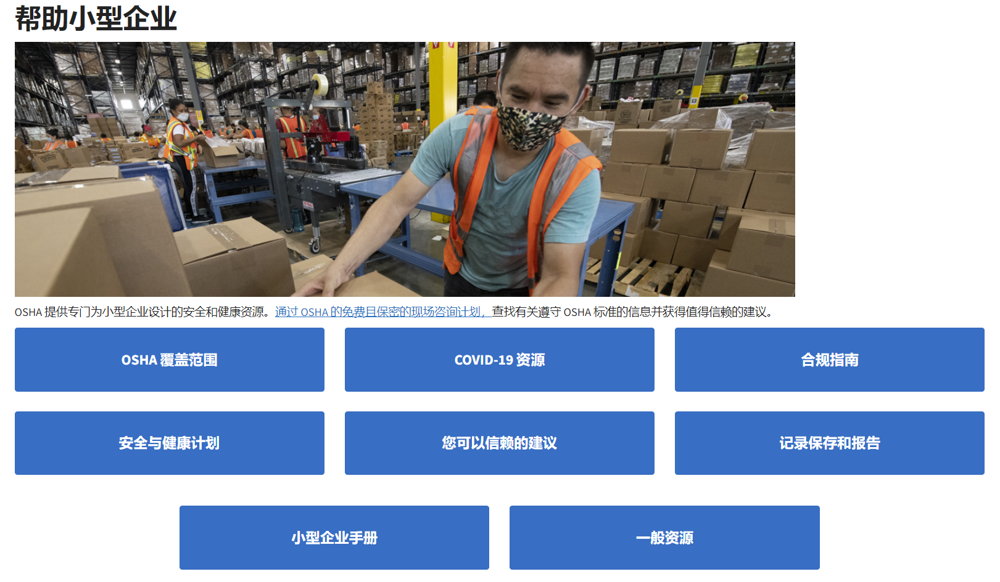 帮助小型企业
OSHA 提供专门为小型企业设计的安全和健康资源。通过 OSHA 的免费且保密的现场咨询计划，查找有关遵守 OSHA 标准的信息并获得值得信赖的建议。
OSHA 覆盖范围
COVID-19 资源
合规指南
安全与健康计划
您可以信赖的建议
记录保存和报告
小型企业手册
一般资源